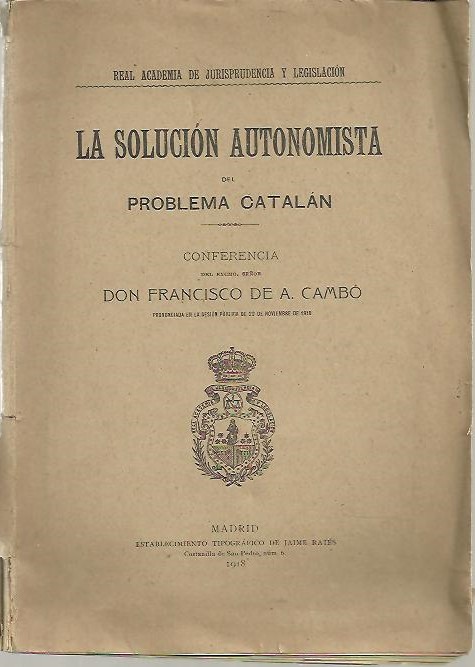 REAL ACADEMIA DE JURISPRUDENCIA Y LEGISLACIÓN
LA SOLUCIÓN AUTONOMISTA
DEL
PROBLEMA CATALÁN
CONFERENCIA
DEL EXCMO. SEÑOR
DON FRANCISCO DE A. CAMBÓ
PRONUNCIADA EN LA SESIÓN PÚBLICA DE 22 DE NOVIEMBRE DE 1918
MADRID
ESTABLECIMIENTO TIPOGRÁFICO DE JAIME RATÉS
Costanilla de San Pedro, núm. 6
1918